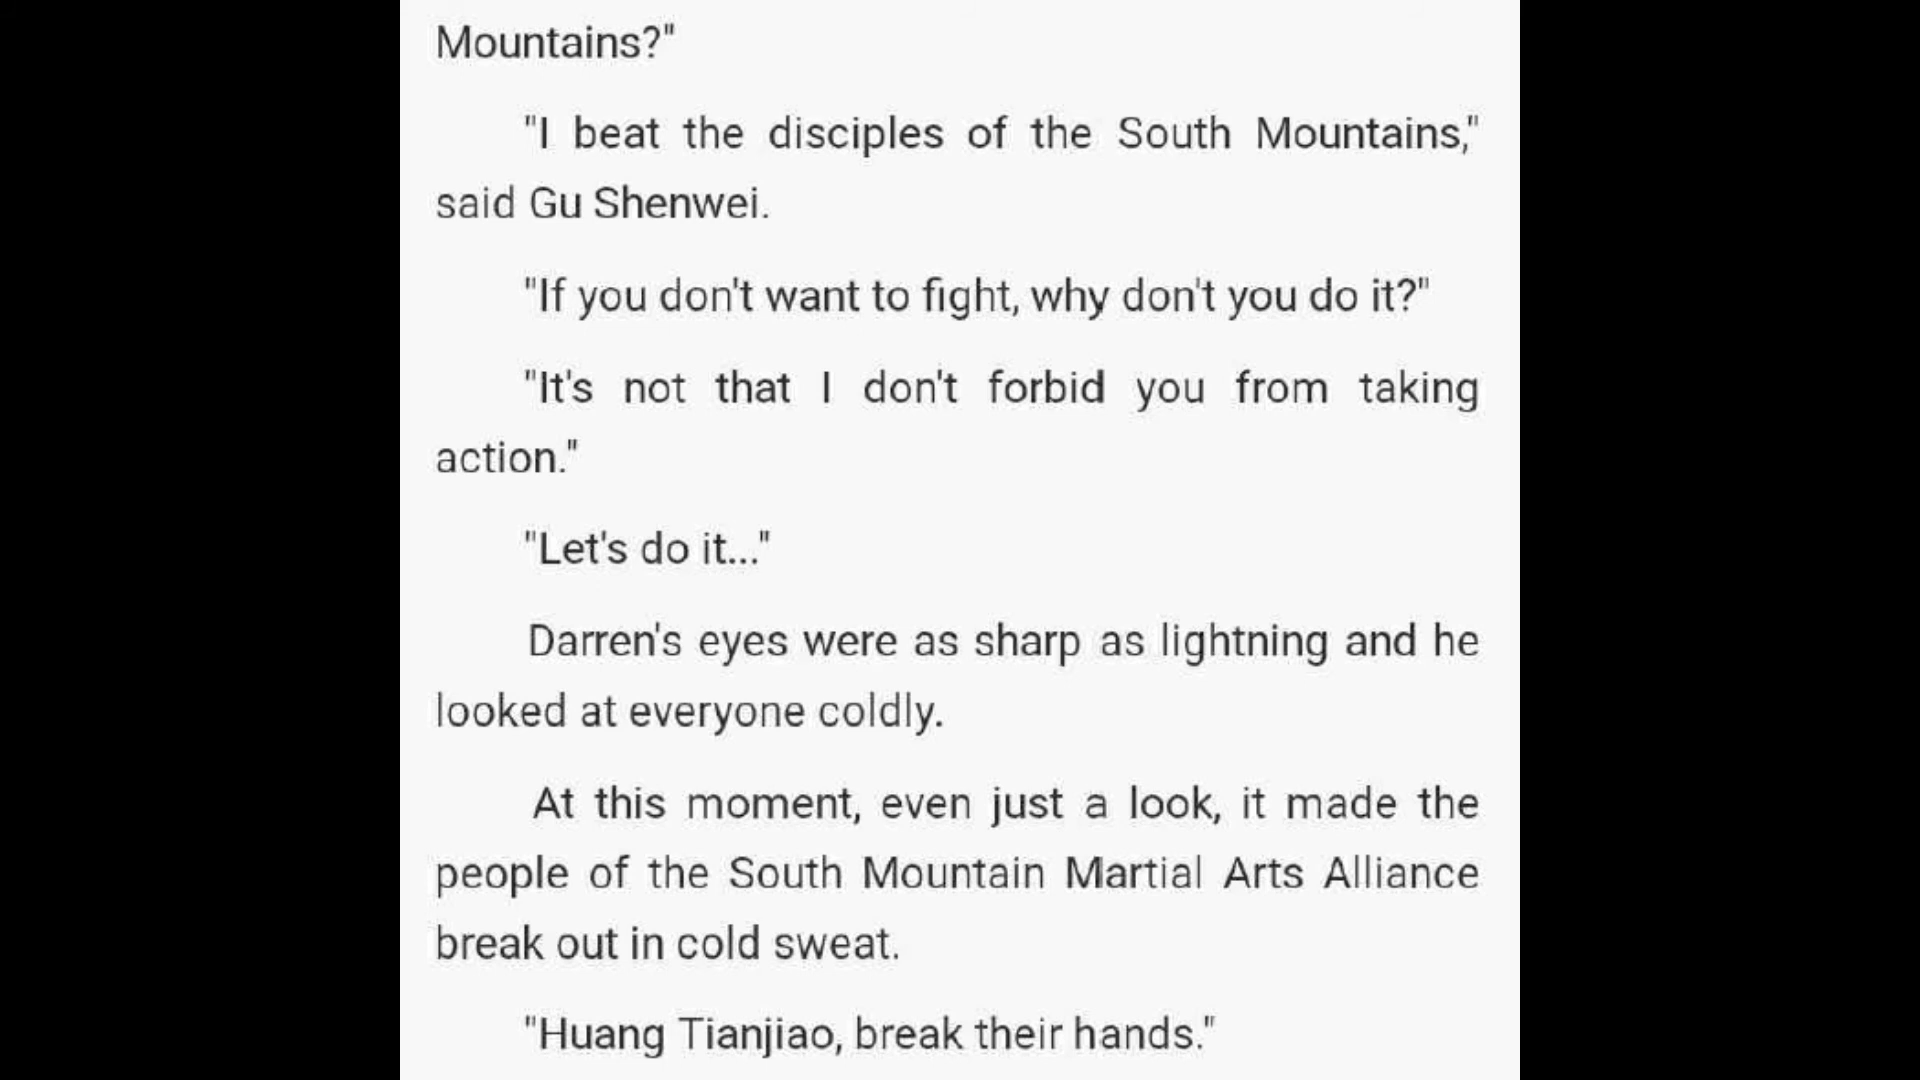 Mountains?"
"I beat the disciples of the South Mountains,"
said Gu Shenwei.
"If you don't want to fight, why don't you do it?"
"It's not that I don't forbid you from taking
action."
"Let's do it..."
Darren's eyes were as sharp as lightning and he
looked at everyone coldly.
At this moment, even just a look, it made the
people of the South Mountain Martial Arts Alliance
break out in cold sweat.
"Huang Tianjiao, break their hands."